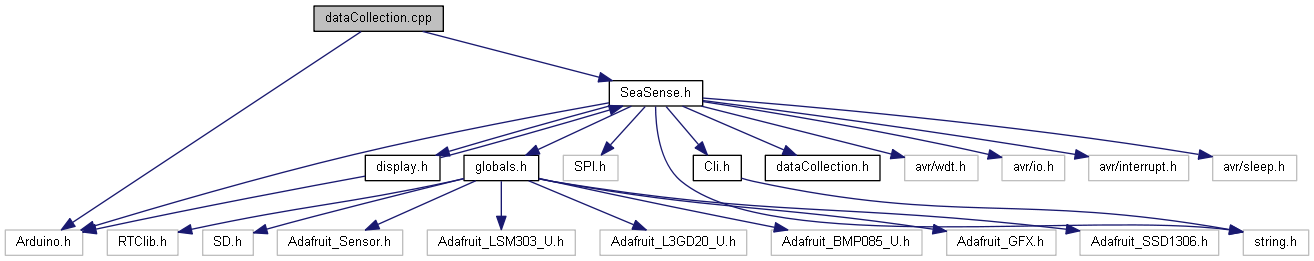 dataCollection.cpp
SeaSense.h
display.h
globals.h
SPI.h
Cli.h
dataCollection.h
avr/wdt.h
avr/io.h
avr/interrupt.h
avr/sleep.h
Arduino.h
RTClib.h
SD.h
Adafruit_Sensor.h
Adafruit_LSM303_U.h
Adafruit_L3GD20_U.h
Adafruit_BMP085_U.h
Adafruit_GFX.h
Adafruit_SSD1306.h
string.h